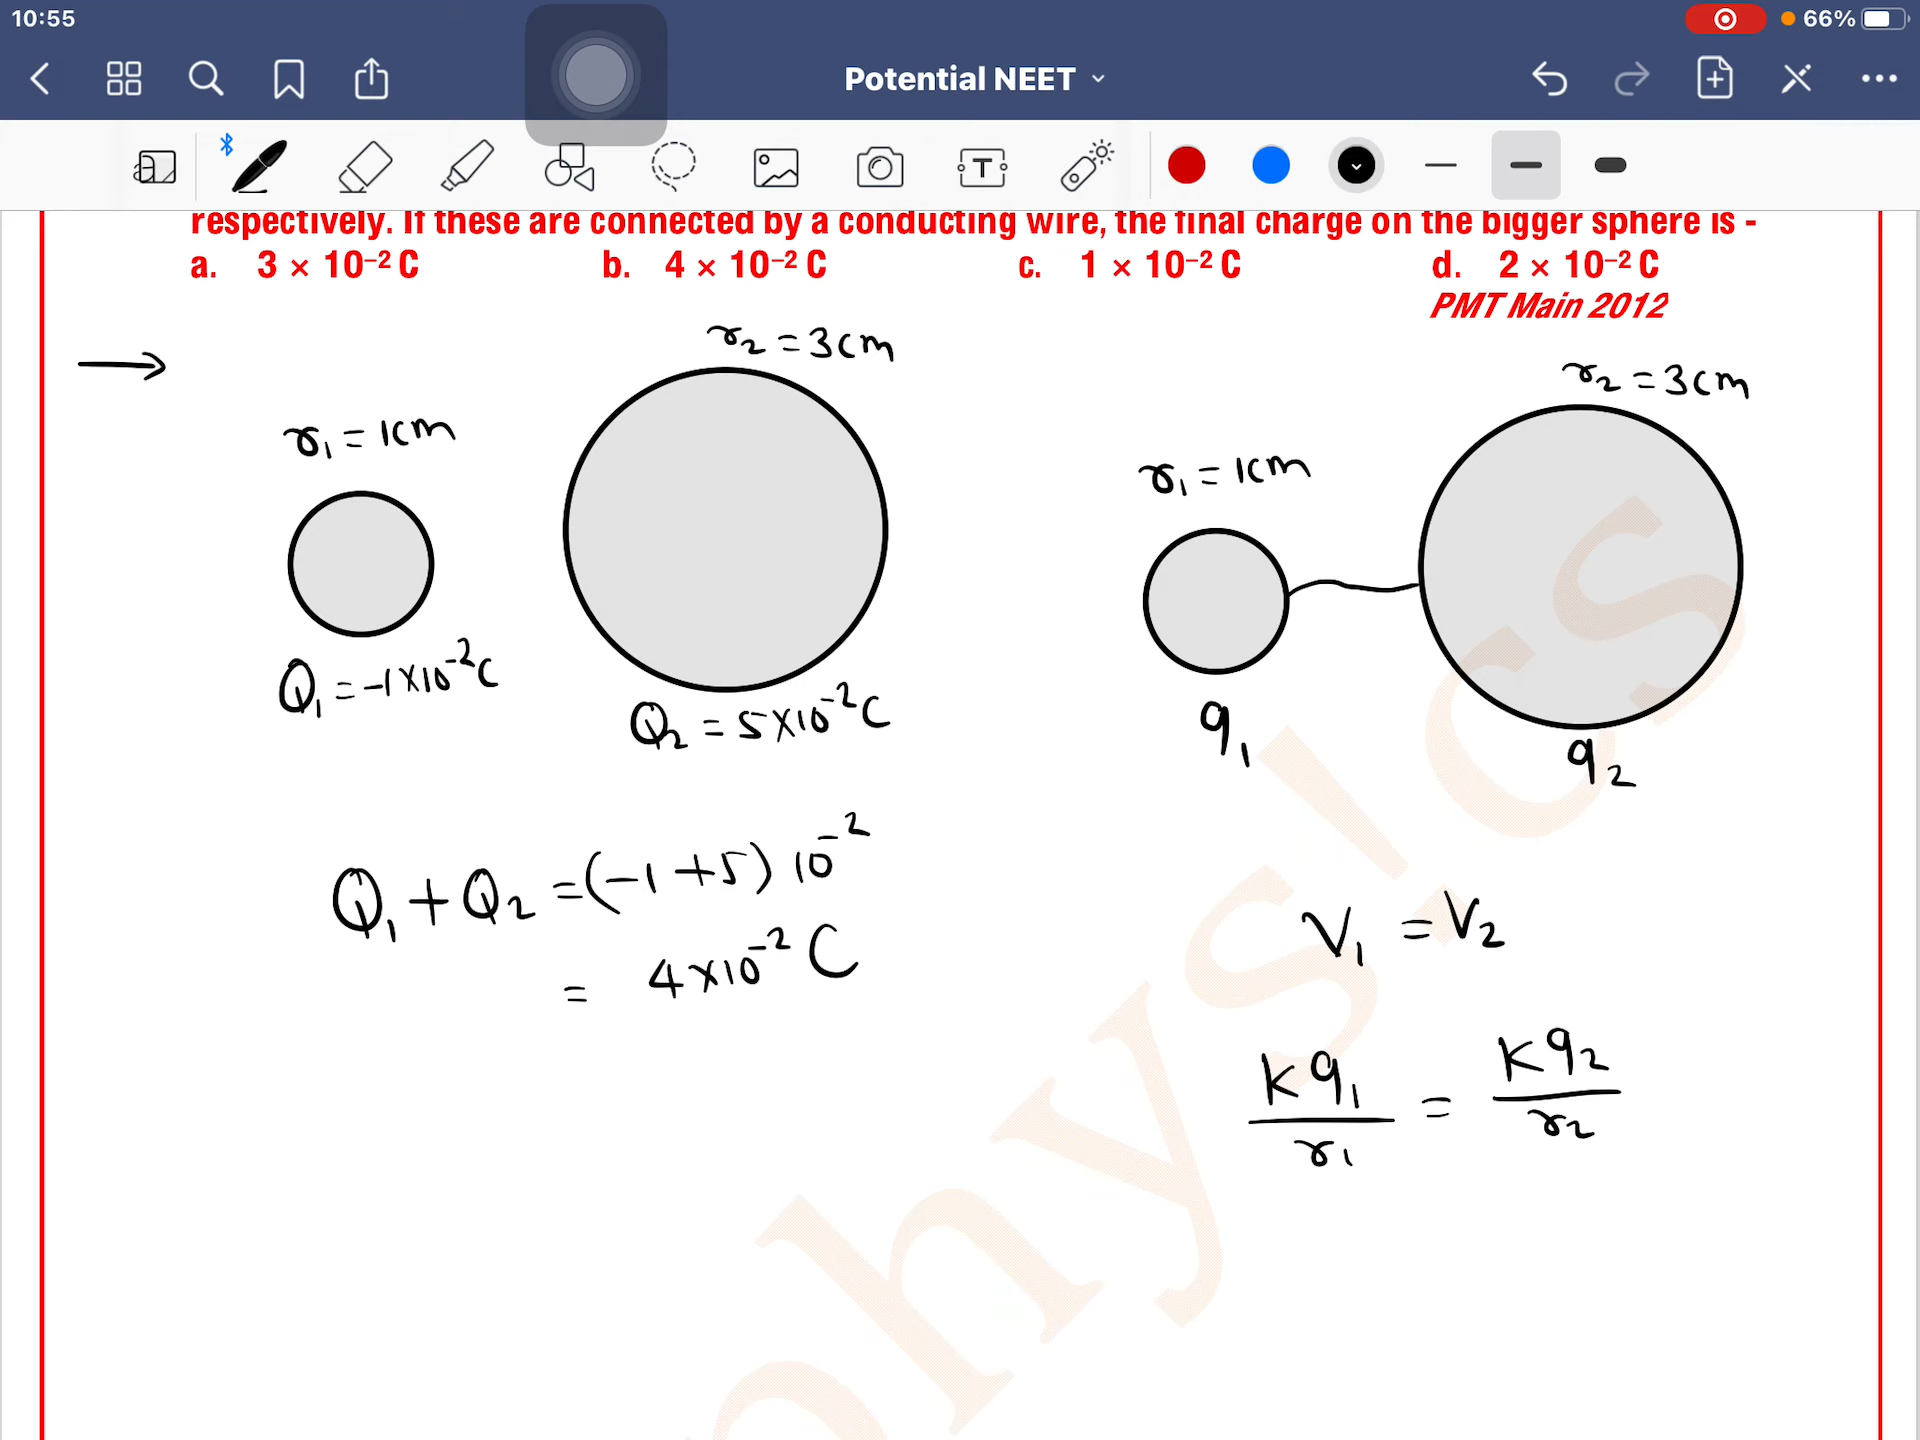 10:55
66%
Potential NEET
respectively. If these are connected by a conducting wire, the final charge on the bigger sphere is -
a. 3 × 10⁻² C b. 4 × 10⁻² C c. 1 × 10⁻² C d. 2 × 10⁻² C
PMT Main 2012
r₂ = 3cm
r₂ = 3cm
r₁ = 1cm
r₁ = 1cm
Q₁ = -1×10⁻²C
Q₂ = 5×10⁻²C
q₁
q₂
Q₁ + Q₂ = (-1+5) 10⁻²
= 4×10⁻² C
V₁ = V₂
kq₁/r₁ = kq₂/r₂
phys!cs